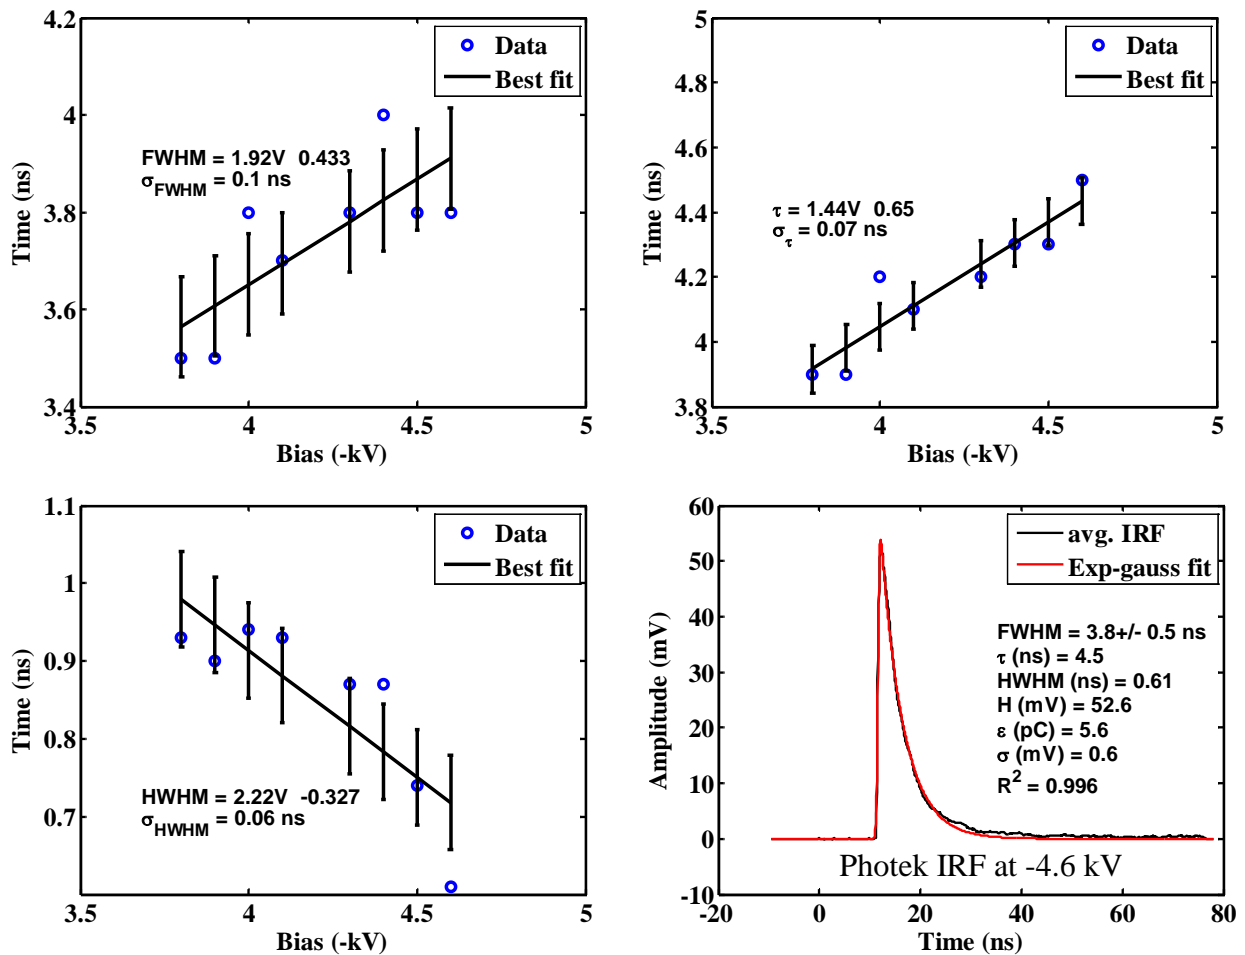 4.2
4
3.8
3.6
3.4
3.5
4
4.5
5
Time (ns)
Bias (-kV)
Data
Best fit
FWHM = 1.92V 0.433
σFWHM = 0.1 ns
5
4.8
4.6
4.4
4.2
4
3.8
3.5
4
4.5
5
Time (ns)
Bias (-kV)
Data
Best fit
τ = 1.44V 0.65
στ = 0.07 ns
1.1
1
0.9
0.8
0.7
3.5
4
4.5
5
Time (ns)
Bias (-kV)
Data
Best fit
HWHM = 2.22V -0.327
σHWHM = 0.06 ns
60
50
40
30
20
10
0
-10
-20
0
20
40
60
80
Amplitude (mV)
Time (ns)
avg. IRF
Exp-gauss fit
FWHM = 3.8+/- 0.5 ns
τ (ns) = 4.5
HWHM (ns) = 0.61
H (mV) = 52.6
ε (pC) = 5.6
σ (mV) = 0.6
R² = 0.996
Photek IRF at -4.6 kV